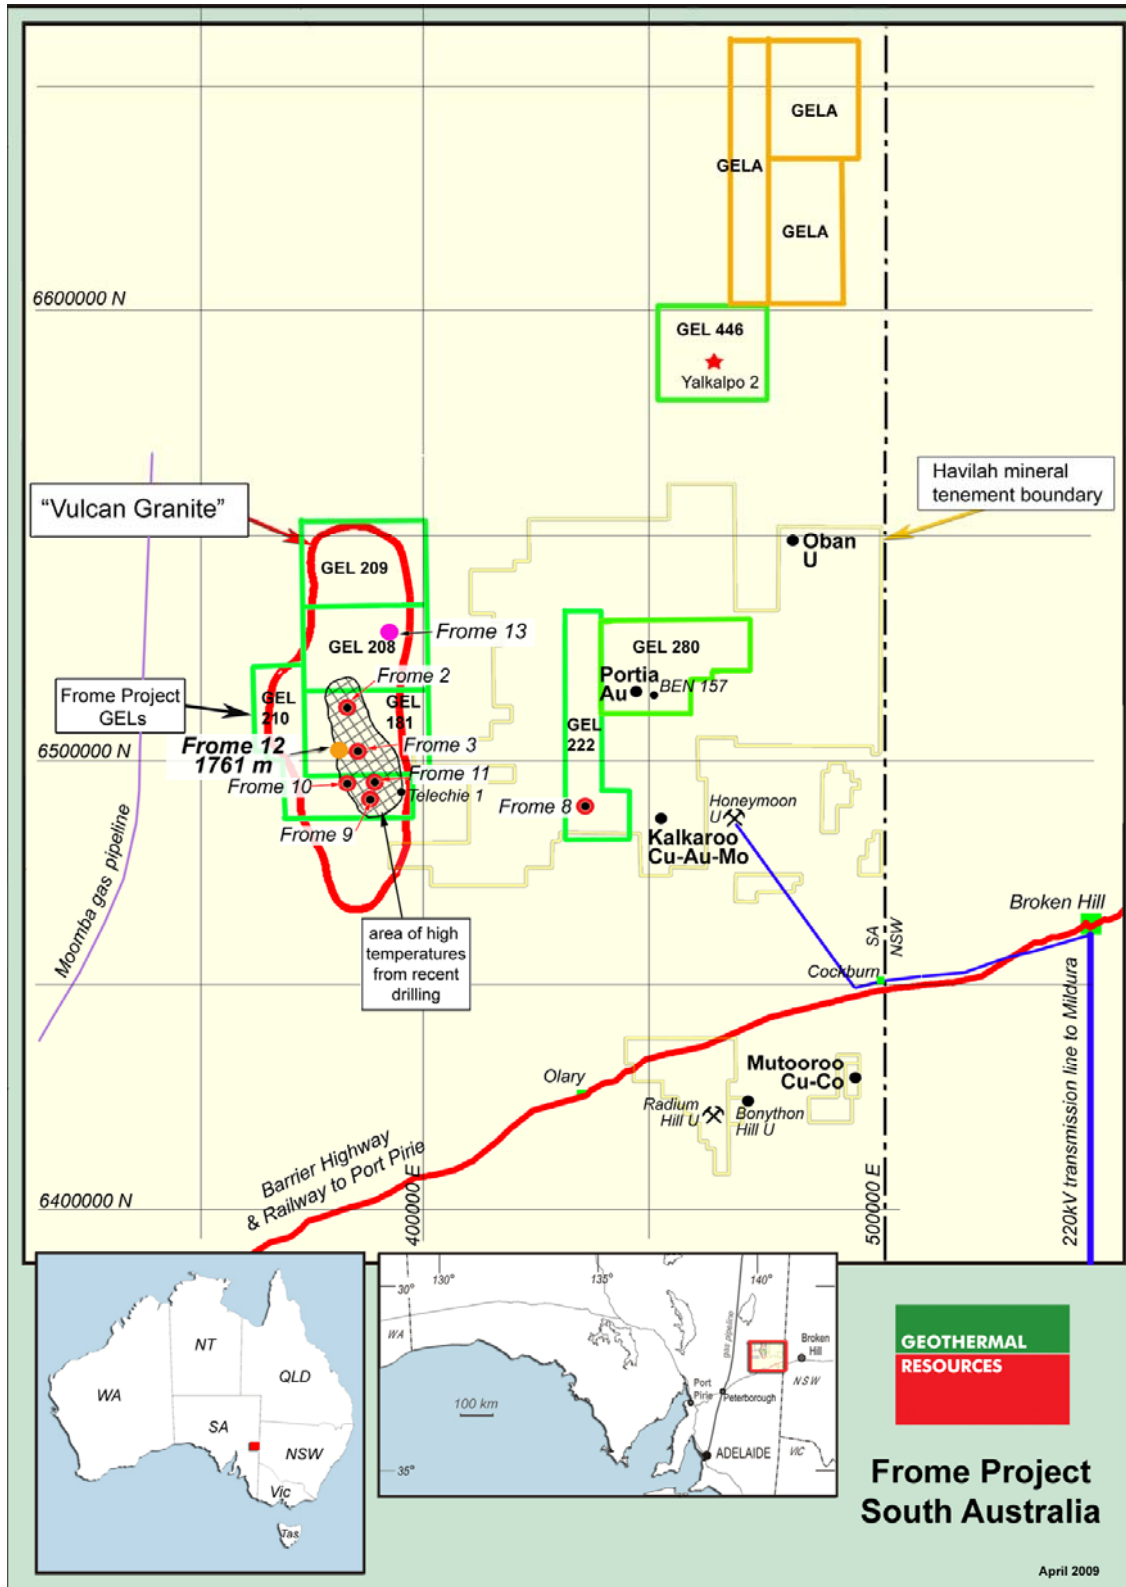 GELA
GELA
GELA
6600000 N
GEL 446
Yalkalpo 2
Havilah mineral
tenement boundary
“Vulcan Granite”
Oban
U
GEL 209
Frome 13
GEL 208
GEL 280
Frome 2
Portia
Au
BEN 157
Frome Project
GELs
GEL
210
GEL
181
GEL
222
Frome 12
1761 m
6500000 N
Frome 3
Frome 11
Frome 10
Telechie 1
Frome 8
Honeymoon
U
Frome 9
Kalkaroo
Cu-Au-Mo
Moomba gas pipeline
area of high
temperatures
from recent
drilling
Broken Hill
SA
NSW
Cockburn
Mutooroo
Cu-Co
Olary
Radium
Hill U
Bonython
Hill U
Barrier Highway
& Railway to Port Pirie
400000 E
500000 E
220kV transmission line to Mildura
6400000 N
WA
NT
QLD
SA
NSW
Vic
Tas
130°
135°
140°
30°
35°
WA
gas pipeline
Broken
Hill
NSW
Port
Pirie
Peterborough
100 km
ADELAIDE
VIC
GEOTHERMAL
RESOURCES
Frome Project
South Australia
April 2009